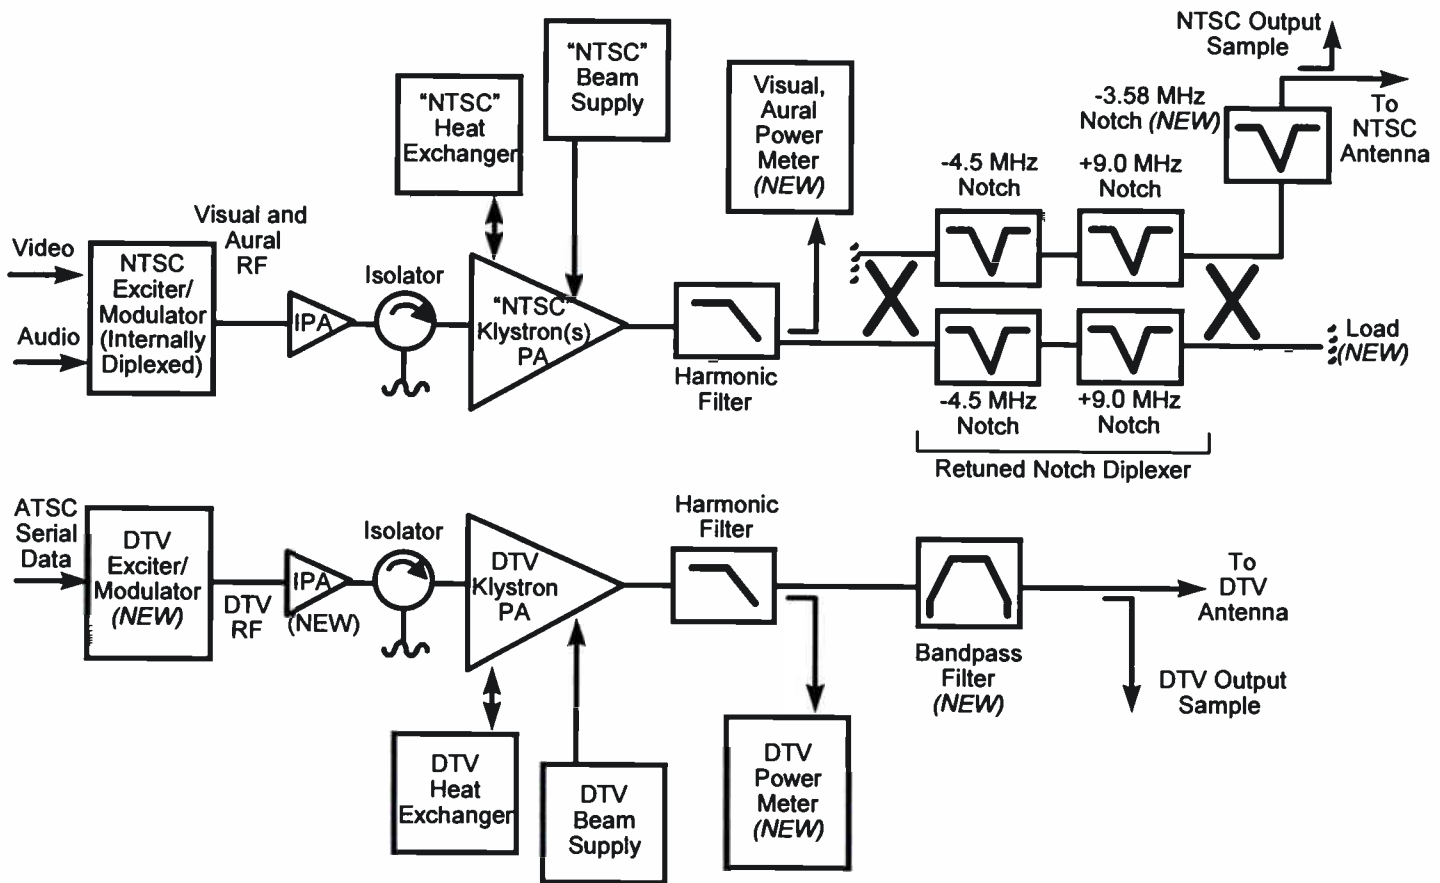 NTSC Output
Sample
"NTSC"
Beam
Supply
"NTSC"
Heat
Exchanger
Visual,
Aural
Power
Meter
(NEW)
-3.58 MHz
Notch (NEW)
To
NTSC
Antenna
-4.5 MHz
Notch
+9.0 MHz
Notch
Visual and
Aural
RF
Video
Audio
NTSC
Exciter/
Modulator
(Internally
Diplexed)
IPA
Isolator
"NTSC"
Klystron(s)
PA
Harmonic
Filter
Load
(NEW)
-4.5 MHz
Notch
+9.0 MHz
Notch
Retuned Notch Diplexer
ATSC
Serial
Data
DTV
Exciter/
Modulator
(NEW)
DTV
RF
IPA
(NEW)
Isolator
DTV
Klystron
PA
Harmonic
Filter
Bandpass
Filter
(NEW)
To
DTV
Antenna
DTV Output
Sample
DTV
Heat
Exchanger
DTV
Beam
Supply
DTV
Power
Meter
(NEW)